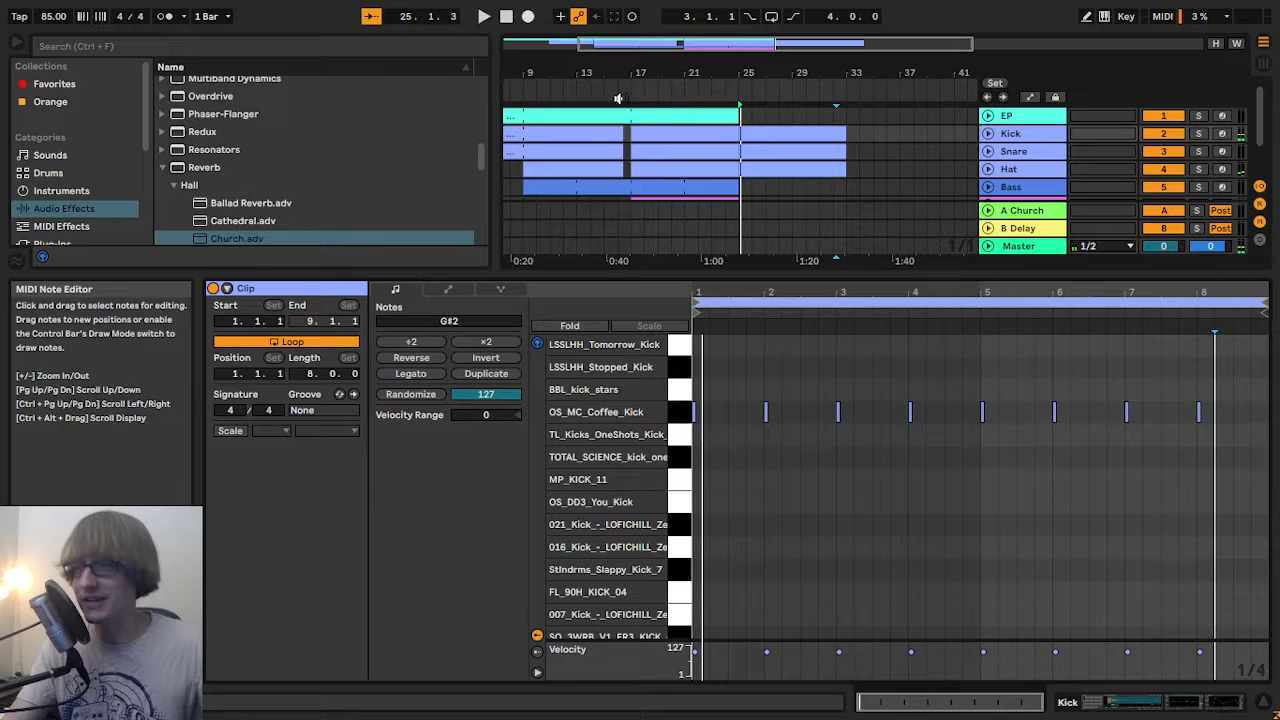 Tap 85.00 4 / 4 1 Bar 25. 1. 3 3. 1. 1 4. 0. 0 Key MIDI 3 %
Search (Ctrl + F)
H W
Collections
Favorites
Orange
Categories
Sounds
Drums
Instruments
Audio Effects
MIDI Effects
Plug-Ins
Name
Multiband Dynamics
Overdrive
Phaser-Flanger
Redux
Resonators
Reverb
Hall
Ballad Reverb.adv
Cathedral.adv
Church.adv
9 13 17 21 25 29 33 37 41
Set
...
...
...
EP 1 S
Kick 2 S
Snare 3 S
Hat 4 S
Bass 5 S
A Church A S Post
B Delay B S Post
Master 1/2 0 0
1/1
0:20 0:40 1:00 1:20 1:40
MIDI Note Editor
Click and drag to select notes for editing.
Drag notes to new positions or enable
the Control Bar's Draw Mode switch to
draw notes.
[+/-] Zoom In/Out
[Pg Up/Pg Dn] Scroll Up/Down
[Ctrl + Pg Up/Pg Dn] Scroll Left/Right
[Ctrl + Alt + Drag] Scroll Display
Clip
Start Set End Set
1. 1. 1 9. 1. 1
Loop
Position Set Length Set
1. 1. 1 8. 0. 0
Signature Groove
4 / 4 None
Scale
Notes
G#2
÷2 ×2
Reverse Invert
Legato Duplicate
Randomize 127
Velocity Range 0
1 2 3 4 5 6 7 8
Fold Scale
LSSLHH_Tomorrow_Kick
LSSLHH_Stopped_Kick
BBL_kick_stars
OS_MC_Coffee_Kick
TL_Kicks_OneShots_Kick_
TOTAL_SCIENCE_kick_one
MP_KICK_11
OS_DD3_You_Kick
021_Kick_-_LOFICHILL_Ze
016_Kick_-_LOFICHILL_Ze
StIndrms_Slappy_Kick_7
FL_90H_KICK_04
007_Kick_-_LOFICHILL_Ze
SO_3WRB_V1_FR3_KICK
Velocity 127
1
1/4
Kick